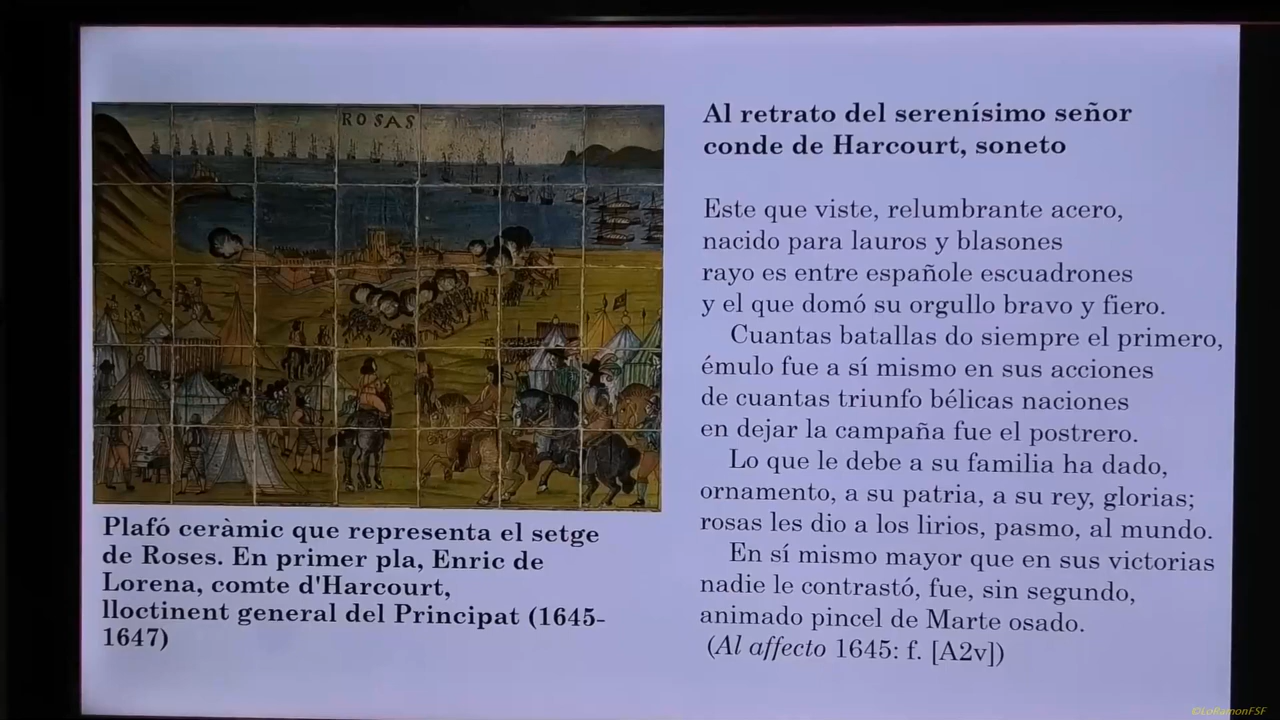 ROSAS
Plafó ceràmic que representa el setge
de Roses. En primer pla, Enric de
Lorena, comte d'Harcourt,
lloctinent general del Principat (1645-
1647)
Al retrato del serenísimo señor
conde de Harcourt, soneto
Este que viste, relumbrante acero,
nacido para lauros y blasones
rayo es entre españole escuadrones
y el que domó su orgullo bravo y fiero.
Cuantas batallas do siempre el primero,
émulo fue a sí mismo en sus acciones
de cuantas triunfo bélicas naciones
en dejar la campaña fue el postrero.
Lo que le debe a su familia ha dado,
ornamento, a su patria, a su rey, glorias;
rosas les dio a los lirios, pasmo, al mundo.
En sí mismo mayor que en sus victorias
nadie le contrastó, fue, sin segundo,
animado pincel de Marte osado.
(Al affecto 1645: f. [A2v])
©LoRamonFSF